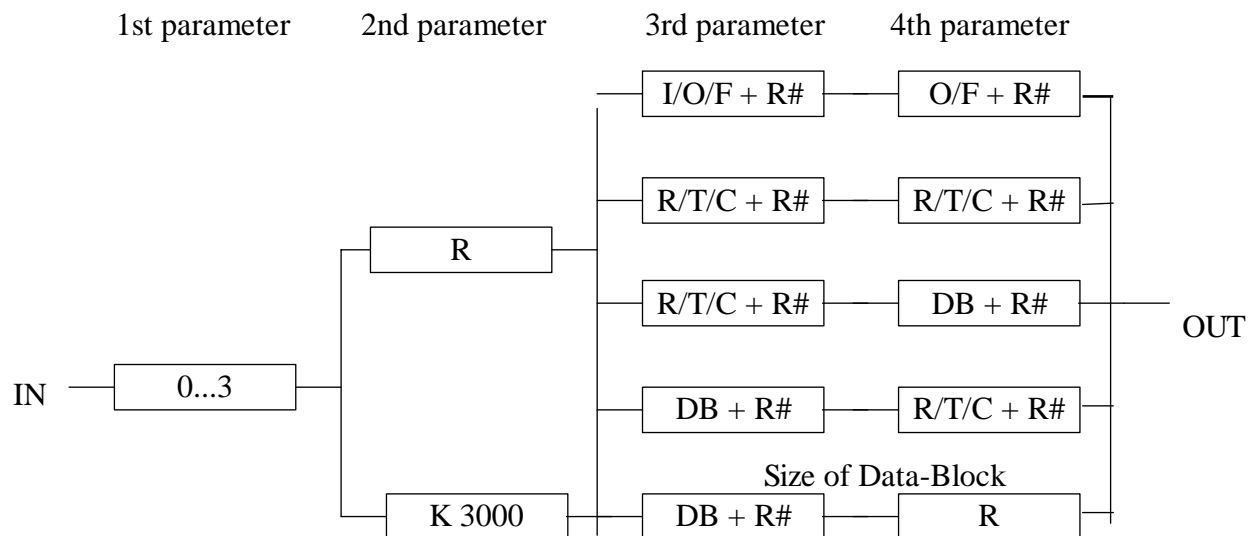 1st parameter 2nd parameter 3rd parameter 4th parameter
I/O/F + R# O/F + R#
R/T/C + R# R/T/C + R#
R
R/T/C + R# DB + R#
OUT
IN 0...3
DB + R# R/T/C + R#
Size of Data-Block
K 3000 DB + R# R